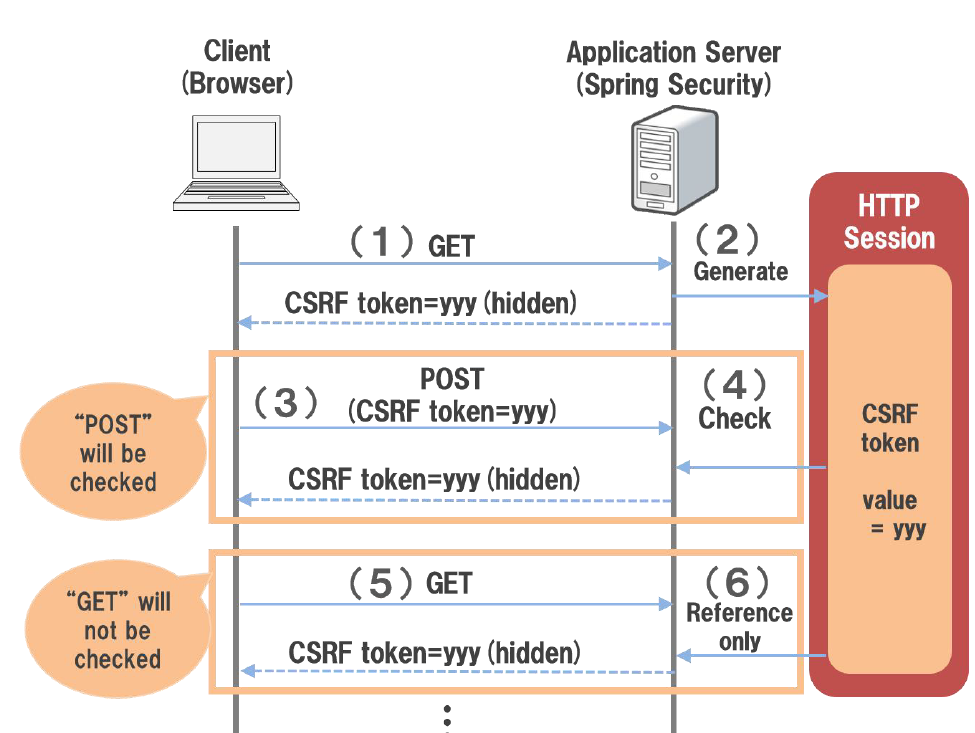 Client
(Browser)
Application Server
(Spring Security)
HTTP
Session
(1) GET
(2)
Generate
CSRF token=yyy (hidden)
“POST”
will be
checked
(3)
POST
(CSRF token=yyy)
(4)
Check
CSRF token=yyy (hidden)
CSRF
token
value
= yyy
“GET” will
not be
checked
(5) GET
(6)
Reference
only
CSRF token=yyy (hidden)